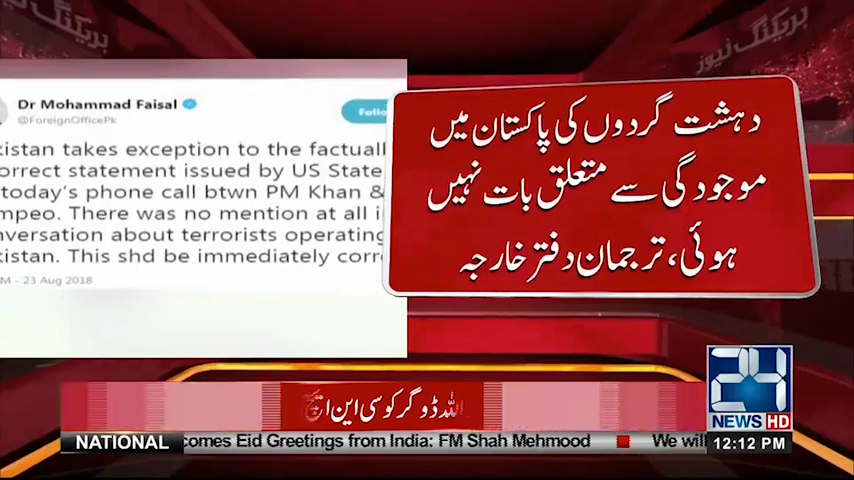 بریکنگ نیوز
Dr Mohammad Faisal
@ForeignOfficePk
kistan takes exception to the factuall
orrect statement issued by US State
today's phone call btwn PM Khan &
mpeo. There was no mention at all i
nversation about terrorists operating
kistan. This shd be immediately corre
M - 23 Aug 2018
دہشت گردوں کی پاکستان میں
موجودگی سے متعلق بات نہیں
ہوئی، ترجمان دفتر خارجہ
اللہ ڈوگر کو سی این ایچ
24
NEWS HD
NATIONAL
comes Eid Greetings from India: FM Shah Mehmood
We will
12:12 PM